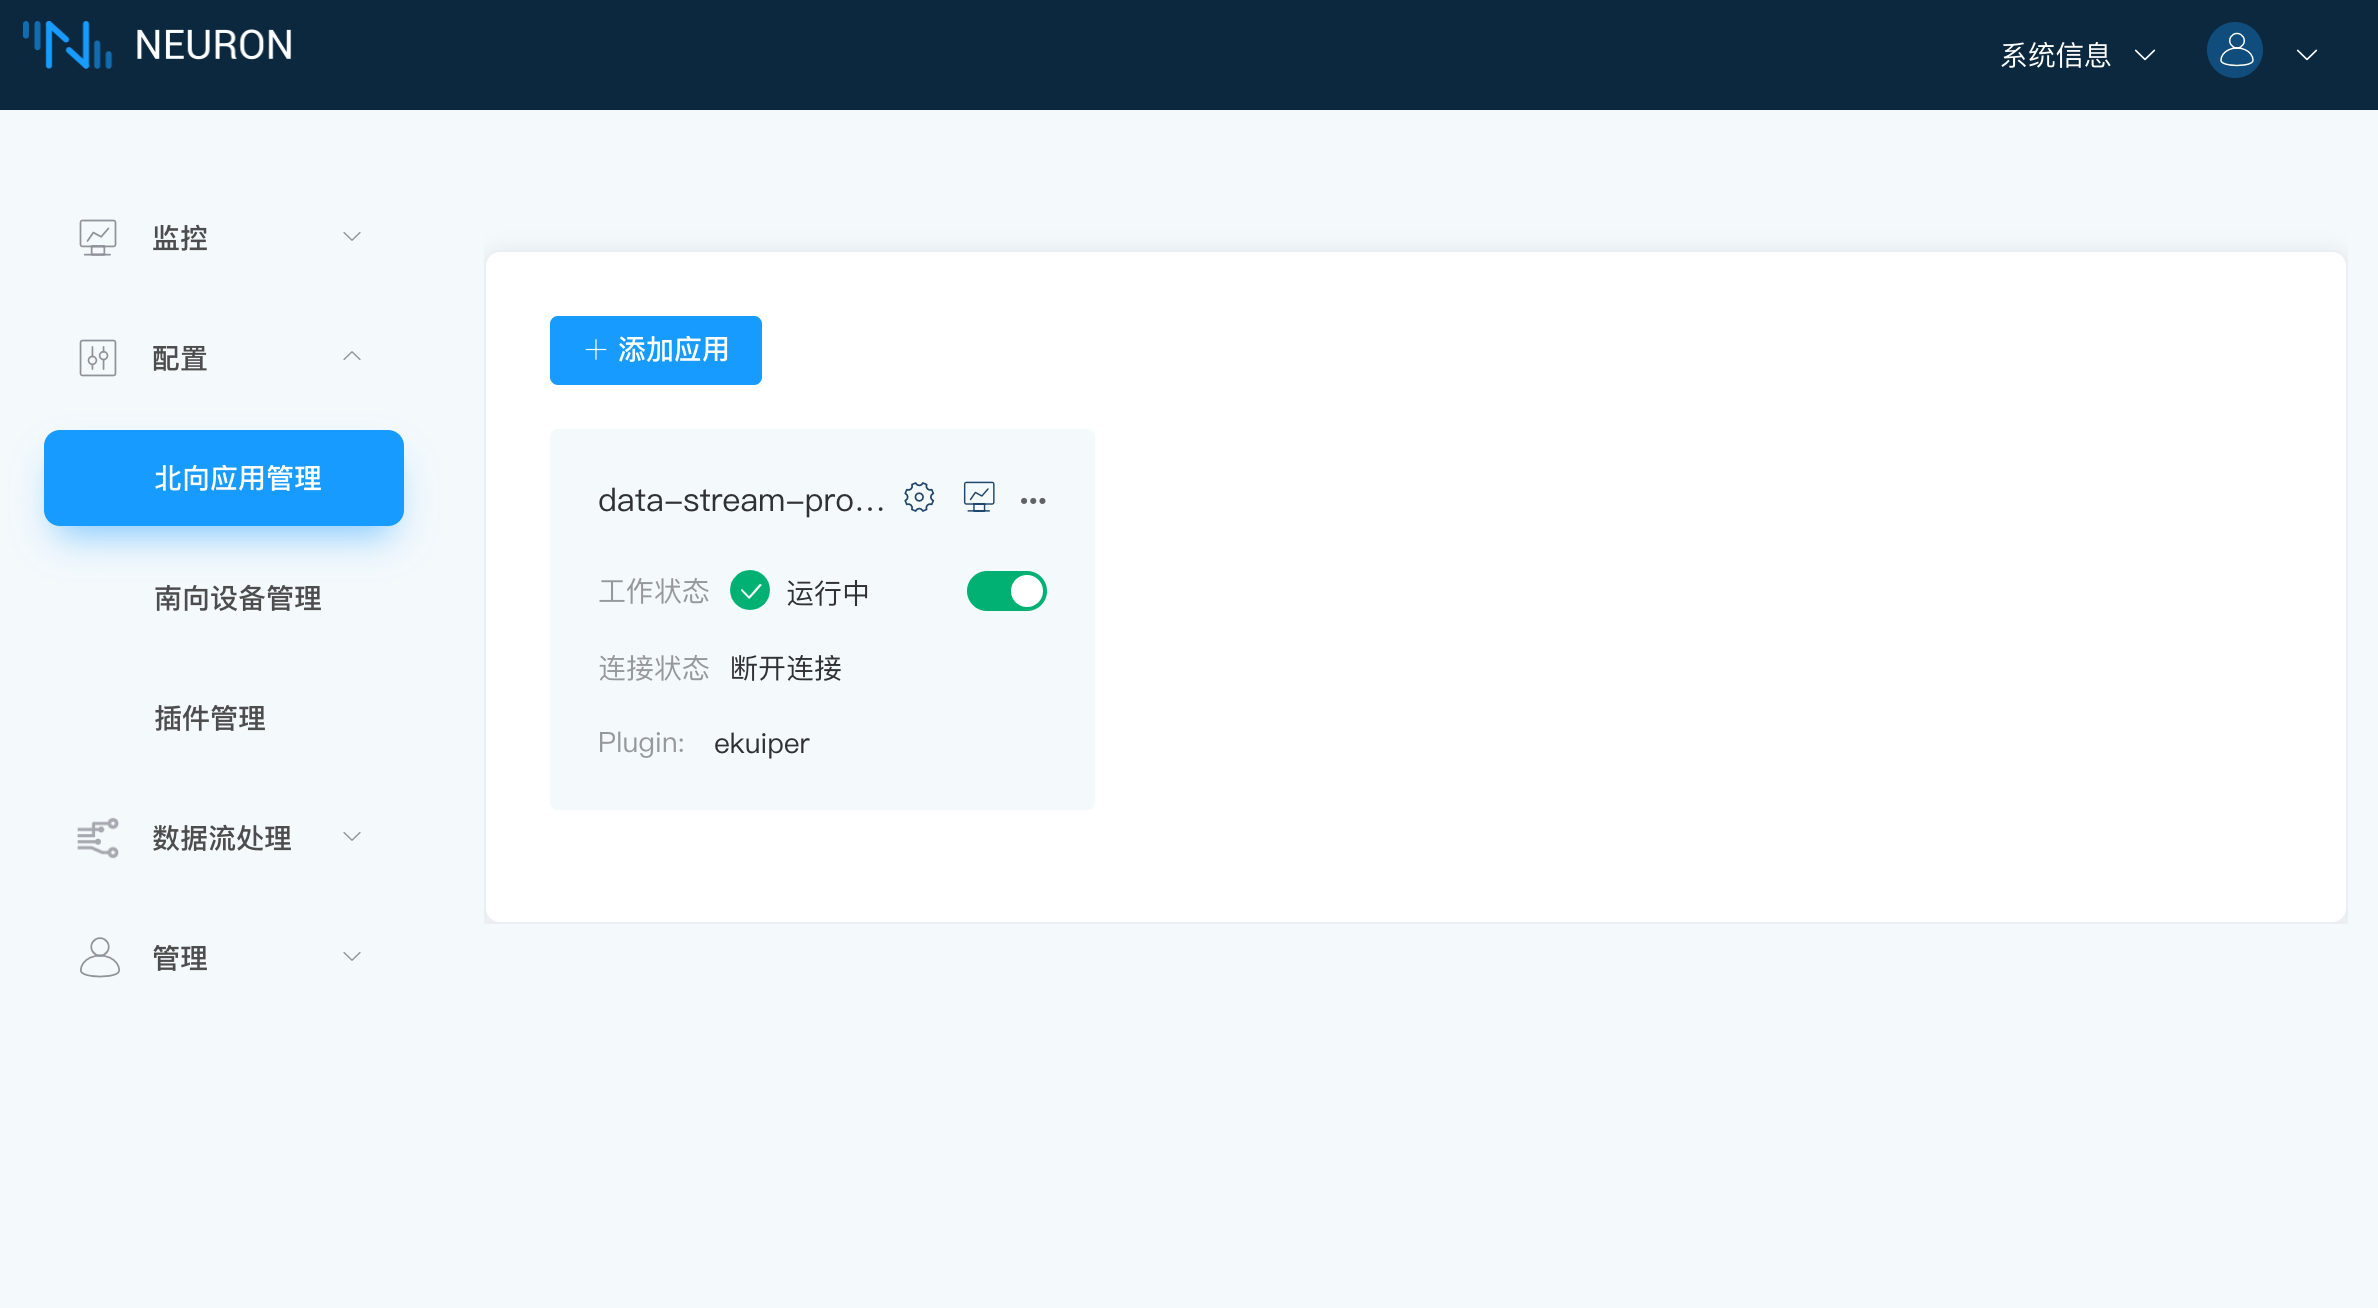 NEURON
系统信息
监控
配置
北向应用管理
南向设备管理
插件管理
数据流处理
管理
添加应用
data-stream-pro...
工作状态 运行中
连接状态 断开连接
Plugin: ekuiper